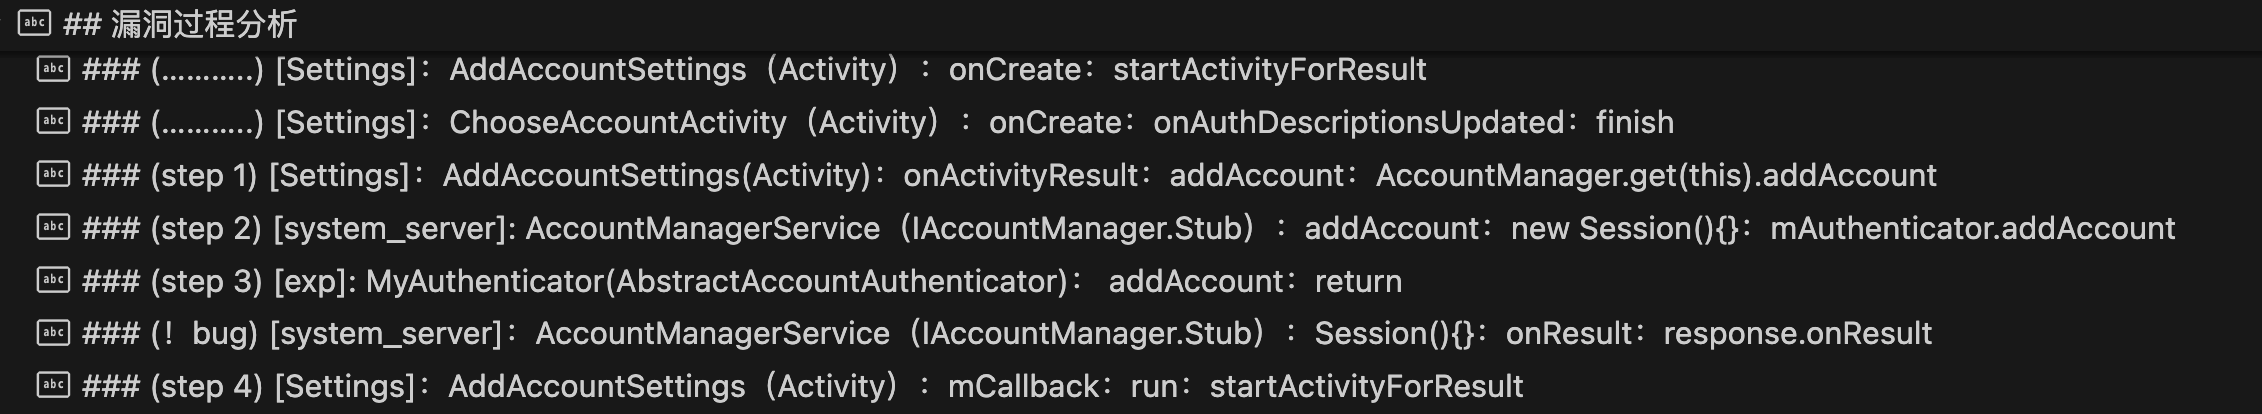 abc ## 漏洞过程分析
abc ### (………..) [Settings]：AddAccountSettings（Activity）：onCreate：startActivityForResult
abc ### (………..) [Settings]：ChooseAccountActivity（Activity）：onCreate：onAuthDescriptionsUpdated：finish
abc ### (step 1) [Settings]：AddAccountSettings(Activity)：onActivityResult：addAccount：AccountManager.get(this).addAccount
abc ### (step 2) [system_server]: AccountManagerService（IAccountManager.Stub）：addAccount：new Session(){}：mAuthenticator.addAccount
abc ### (step 3) [exp]: MyAuthenticator(AbstractAccountAuthenticator)： addAccount：return
abc ### (！bug) [system_server]：AccountManagerService（IAccountManager.Stub）：Session(){}：onResult：response.onResult
abc ### (step 4) [Settings]：AddAccountSettings（Activity）：mCallback：run：startActivityForResult